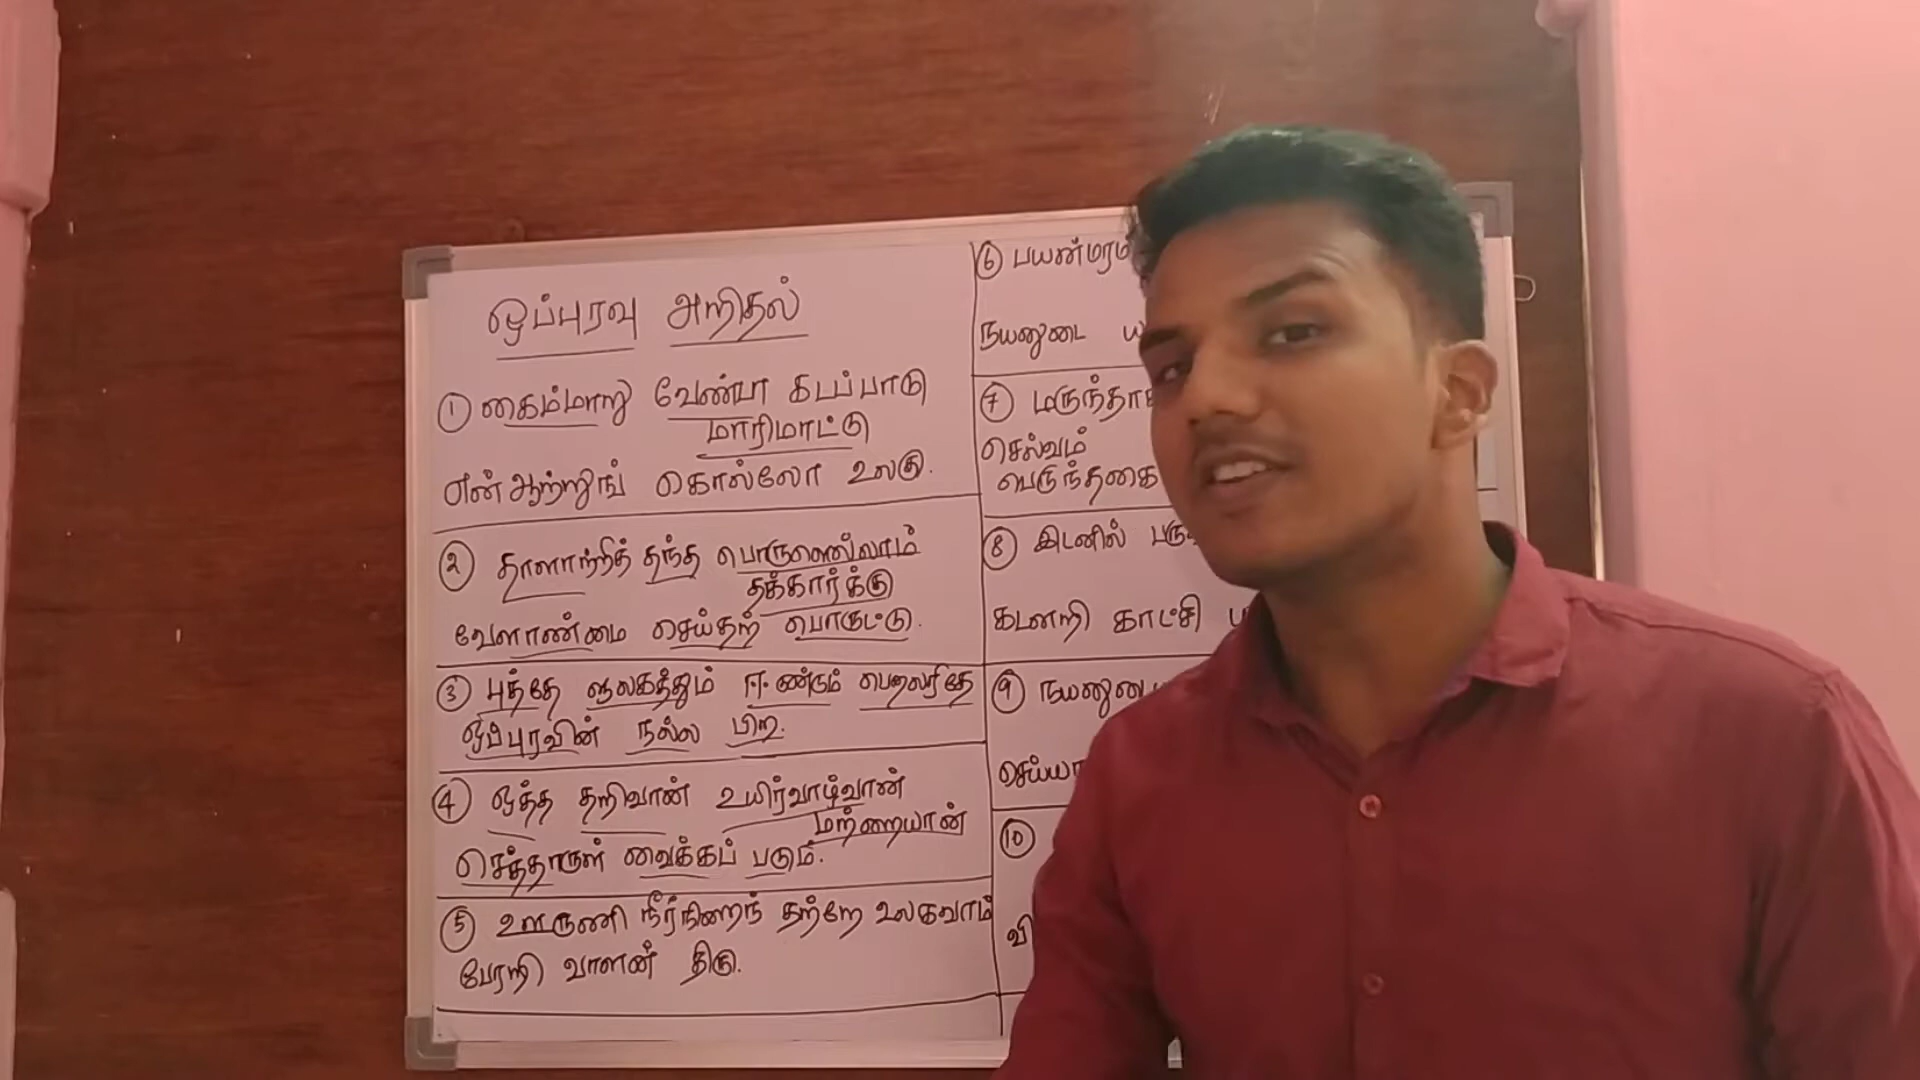 ஒப்புரவு அறிதல்
① கைம்மாறு வேண்டா கடப்பாடு
மாரிமாட்டு
என் ஆற்றுங் கொல்லோ உலகு.
② தாளாற்றித் தந்த பொருளெல்லாம்
தக்கார்க்கு
வேளாண்மை செய்தற் பொருட்டு.
③ புத்தே ளுலகத்தும் ஈண்டும் பெறலரிதே
ஒப்புரவின் நல்ல பிற.
④ ஒத்த தறிவான் உயிர்வாழ்வான்
மற்றையான்
செத்தாருள் வைக்கப் படும்.
⑤ ஊருணி நீர்நிறைந் தற்றே உலகவாம்
பேரறி வாளன் திரு.
⑥ பயன்மரம்
நயனுடை
⑦ மருந்தா
செல்வம்
பெருந்தகை
⑧ இடனில் பரு
கடனறி காட்சி
⑨ நயனுடை
செய்யா
⑩
வி